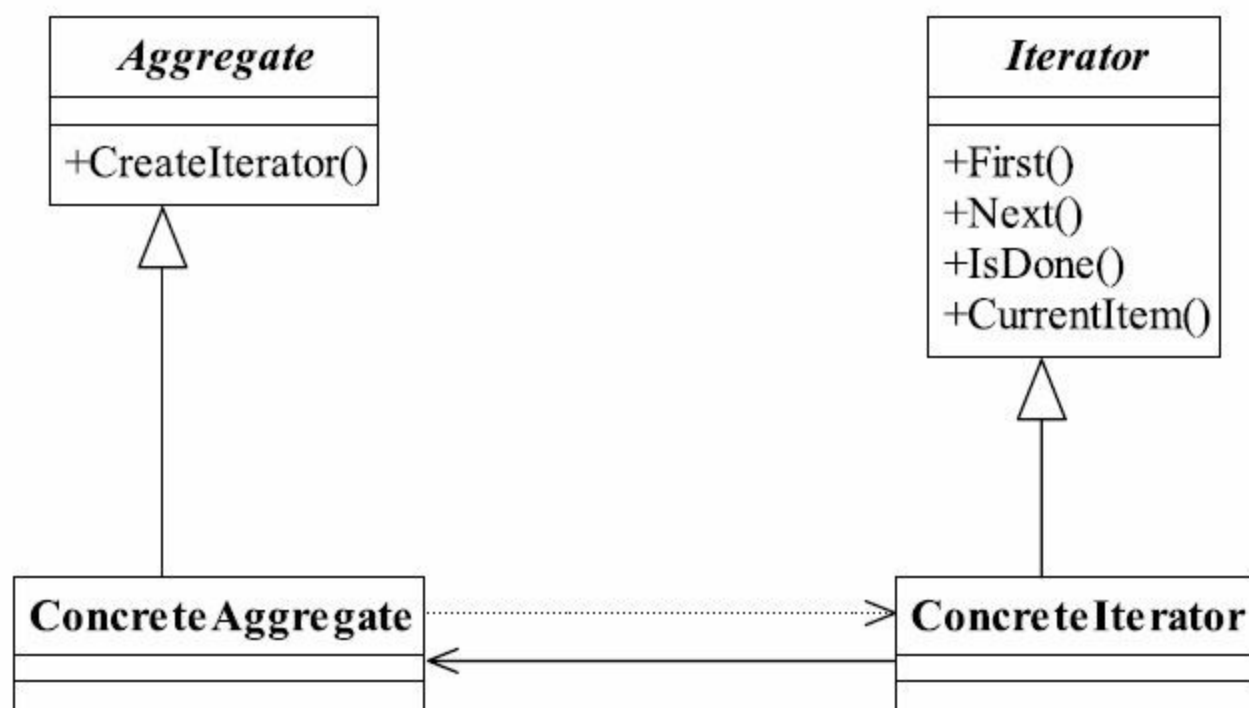 Aggregate
+CreateIterator()
Iterator
+First()
+Next()
+IsDone()
+CurrentItem()
ConcreteAggregate
ConcreteIterator